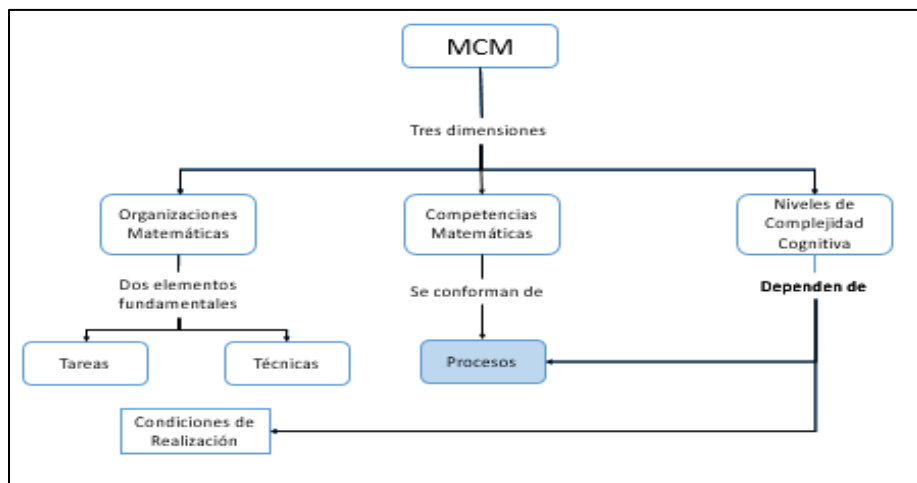 MCM
Tres dimensiones
Organizaciones
Matemáticas
Competencias
Matemáticas
Niveles de
Complejidad
Cognitiva
Dos elementos
fundamentales
Se conforman de
Dependen de
Tareas
Técnicas
Procesos
Condiciones de
Realización